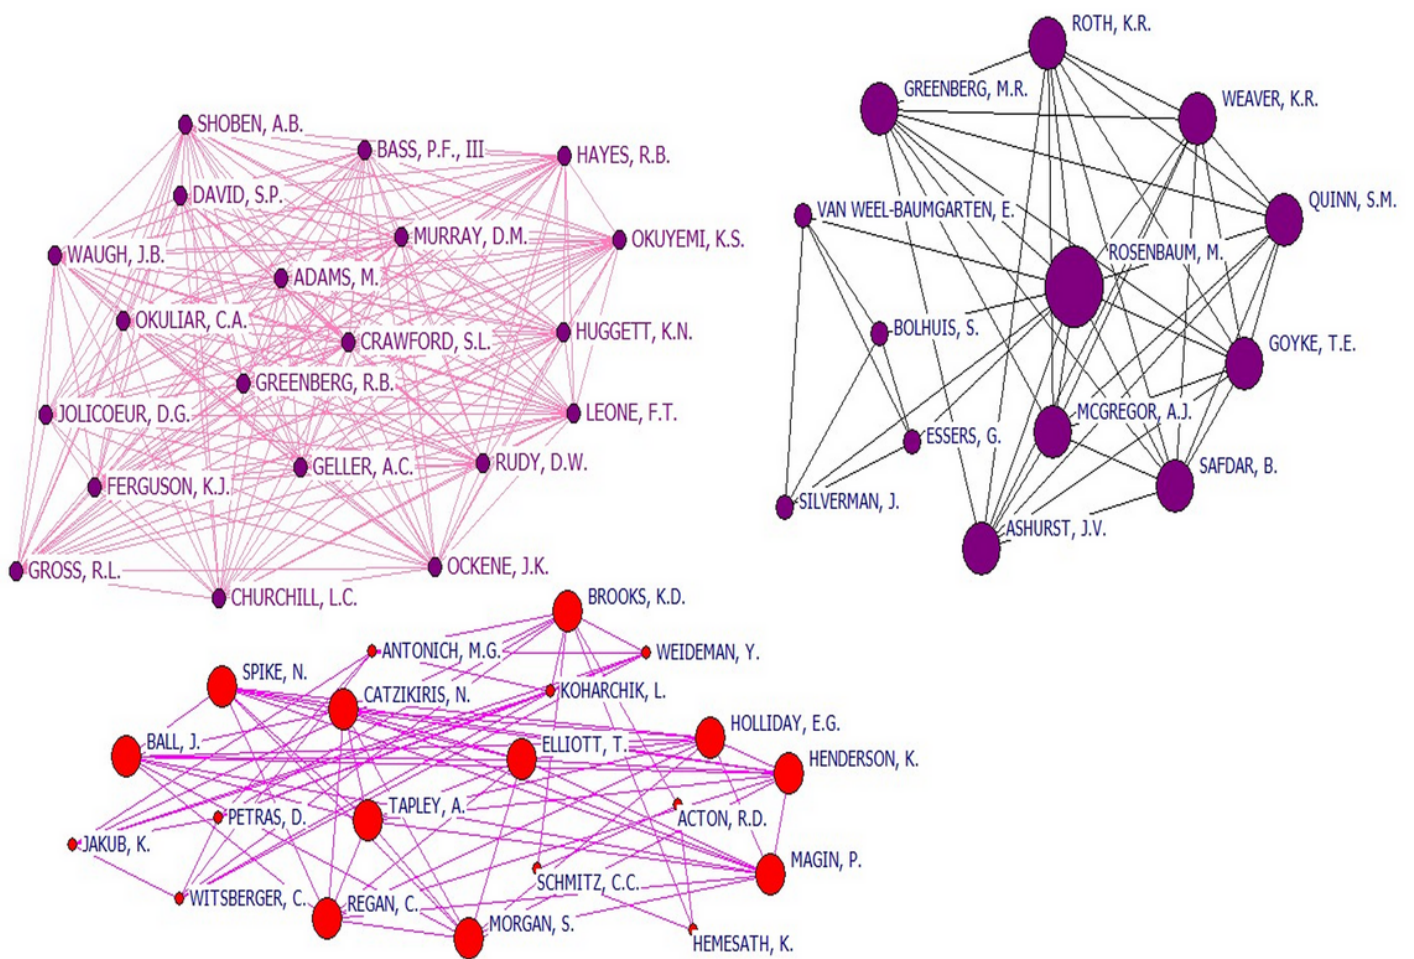 SHOBEN, A.B.
BASS, P.F., III
HAYES, R.B.
DAVID, S.P.
MURRAY, D.M.
OKUYEMI, K.S.
WAUGH, J.B.
ADAMS, M.
OKULIAR, C.A.
CRAWFORD, S.L.
HUGGETT, K.N.
GREENBERG, R.B.
JOLICOEUR, D.G.
LEONE, F.T.
GELLER, A.C.
RUDY, D.W.
FERGUSON, K.J.
GROSS, R.L.
OCKENE, J.K.
CHURCHILL, L.C.
ROTH, K.R.
GREENBERG, M.R.
WEAVER, K.R.
QUINN, S.M.
VAN WEEL-BAUMGARTEN, E.
ROSENBAUM, M.
BOLHUIS, S.
GOYKE, T.E.
MCGREGOR, A.J.
ESSERS, G.
SAFDAR, B.
SILVERMAN, J.
ASHURST, J.V.
BROOKS, K.D.
ANTONICH, M.G.
WEIDEMAN, Y.
SPIKE, N.
CATZIKIRIS, N.
KOHARCHIK, L.
HOLLIDAY, E.G.
BALL, J.
ELLIOTT, T.
HENDERSON, K.
PETRAS, D.
TAPLEY, A.
ACTON, R.D.
JAKUB, K.
MAGIN, P.
SCHMITZ, C.C.
WITSBERGER, C.
REGAN, C.
MORGAN, S.
HEMESATH, K.